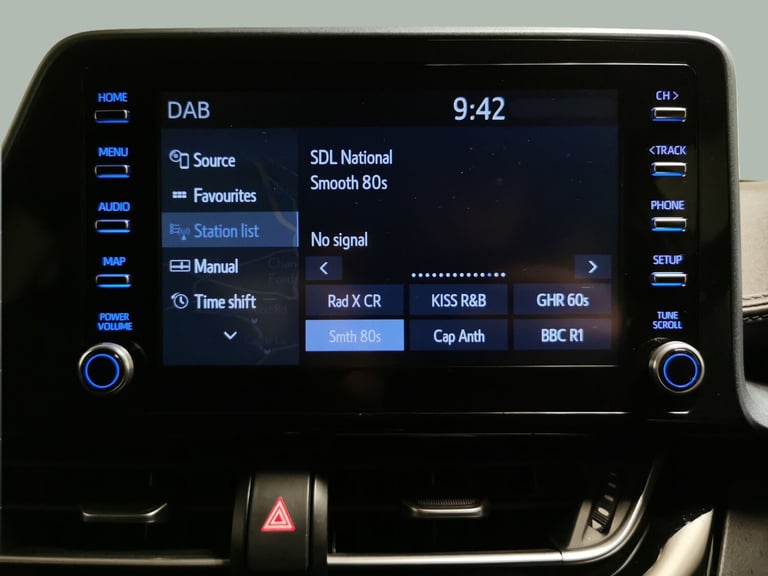 HOME
MENU
AUDIO
MAP
POWER
VOLUME
DAB
9:42
Source
Favourites
Station list
Manual
Time shift
SDL National
Smooth 80s
No signal
Rad X CR
KISS R&B
GHR 60s
Smth 80s
Cap Anth
BBC R1
CH >
< TRACK
PHONE
SETUP
TUNE
SCROLL